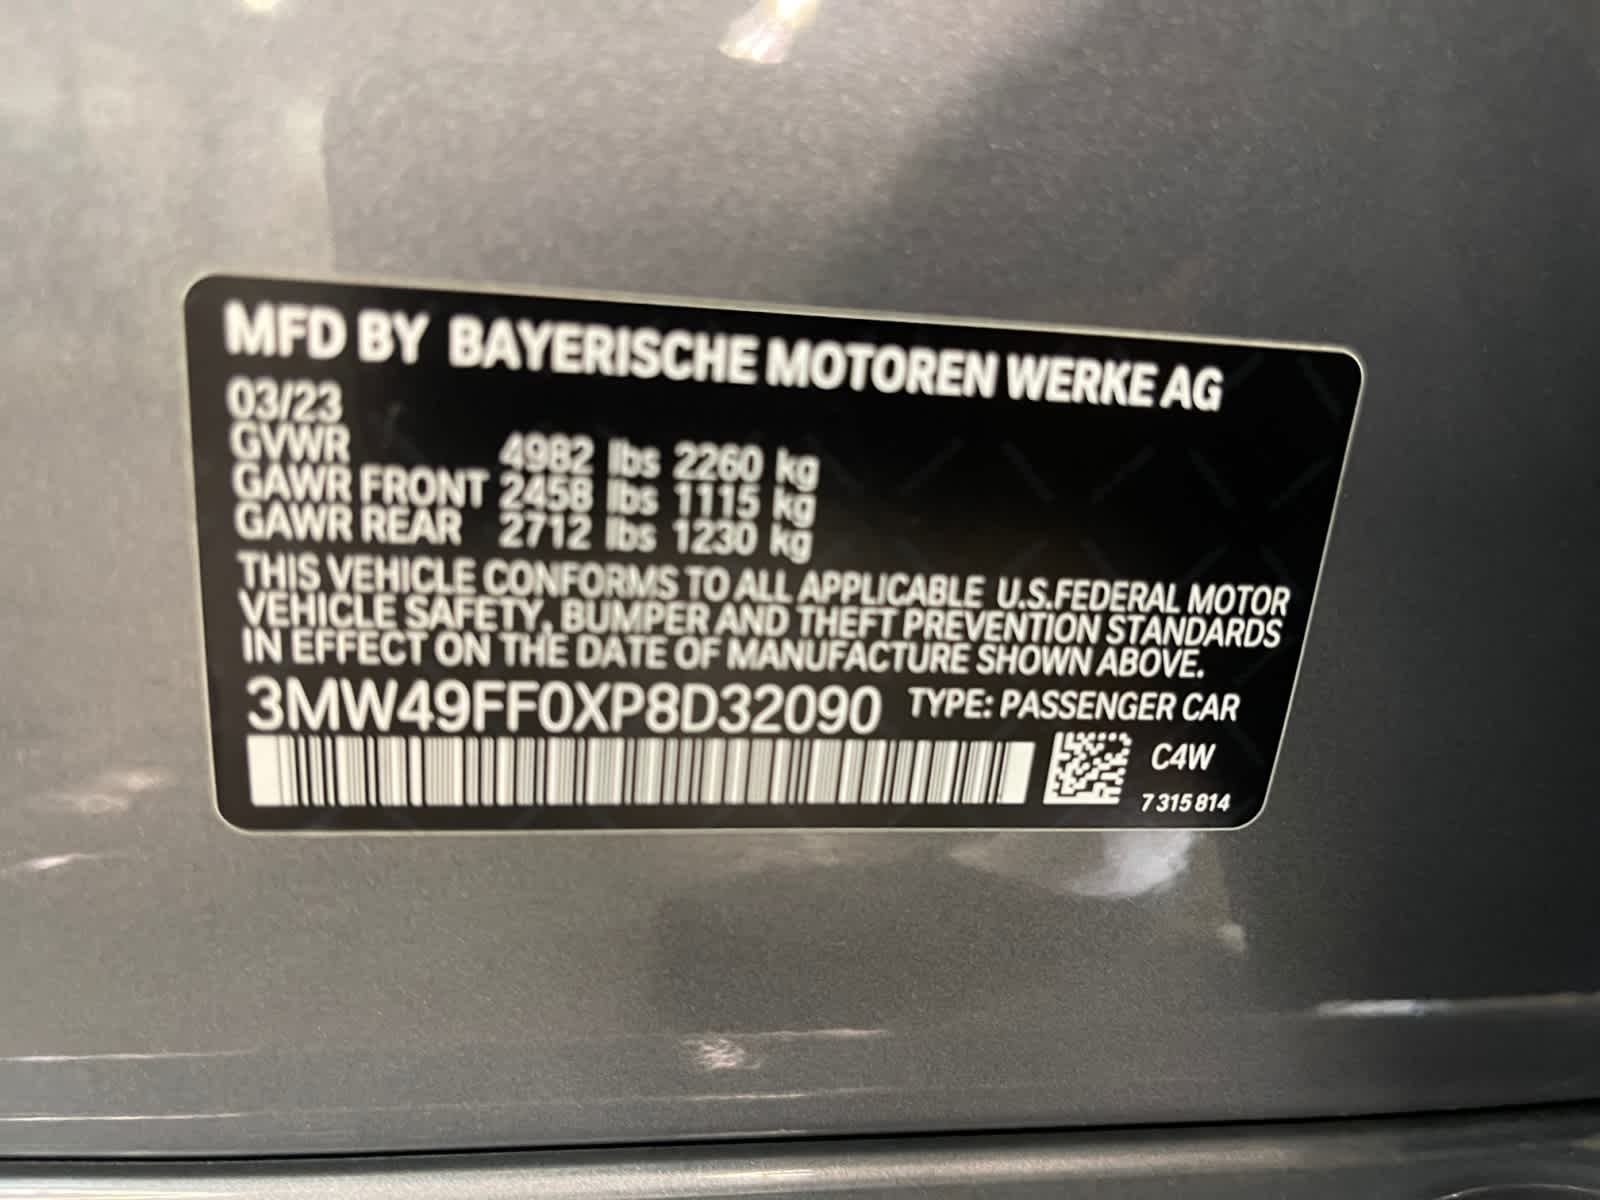 MFD BY BAYERISCHE MOTOREN WERKE AG
03/23
GVWR 4982 lbs 2260 kg
GAWR FRONT 2458 lbs 1115 kg
GAWR REAR 2712 lbs 1230 kg
THIS VEHICLE CONFORMS TO ALL APPLICABLE U.S.FEDERAL MOTOR
VEHICLE SAFETY, BUMPER AND THEFT PREVENTION STANDARDS
IN EFFECT ON THE DATE OF MANUFACTURE SHOWN ABOVE.
3MW49FF0XP8D32090 TYPE: PASSENGER CAR
C4W
7 315 814